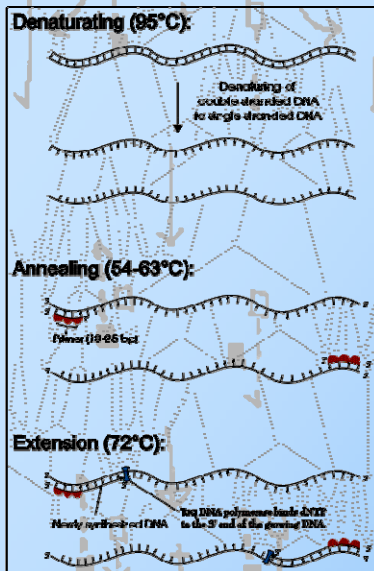 Denaturating (95°C):
Denaturing of
double-stranded DNA
to single-stranded DNA
Annealing (54-63°C):
Primer (18-25 bp)
Extension (72°C):
Newly synthesized DNA
Taq DNA polymerase binds dNTP
to the 3' end of the growing DNA.